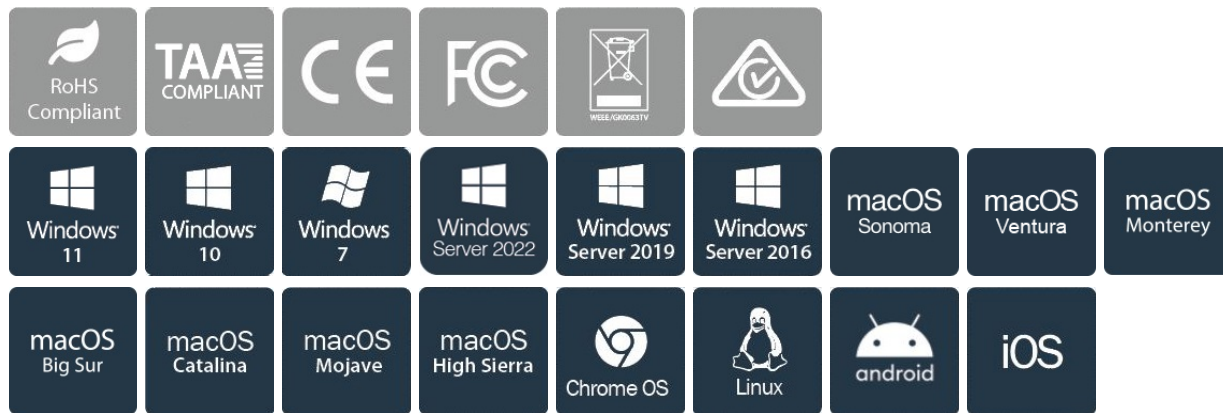 RoHS
Compliant
TAA
COMPLIANT
CE
FC
WEEE/GK0063TV
Windows
11
Windows
10
Windows
7
Windows
Server 2022
Windows
Server 2019
Windows
Server 2016
macOS
Sonoma
macOS
Ventura
macOS
Monterey
macOS
Big Sur
macOS
Catalina
macOS
Mojave
macOS
High Sierra
Chrome OS
Linux
android
iOS